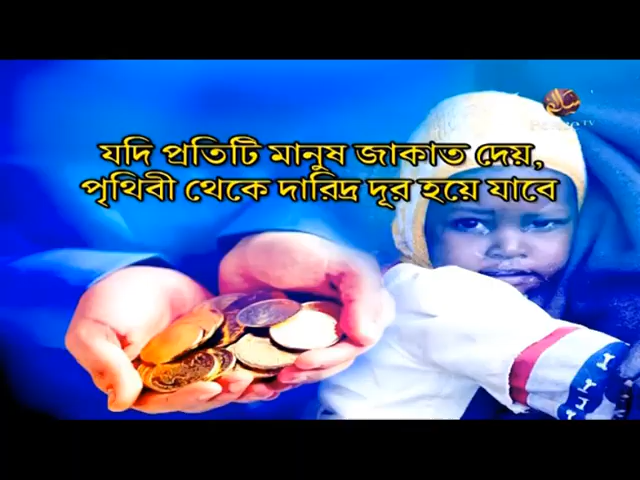 যদি প্রতিটি মানুষ জাকাত দেয়,
পৃথিবী থেকে দারিদ্র দূর হয়ে যাবে